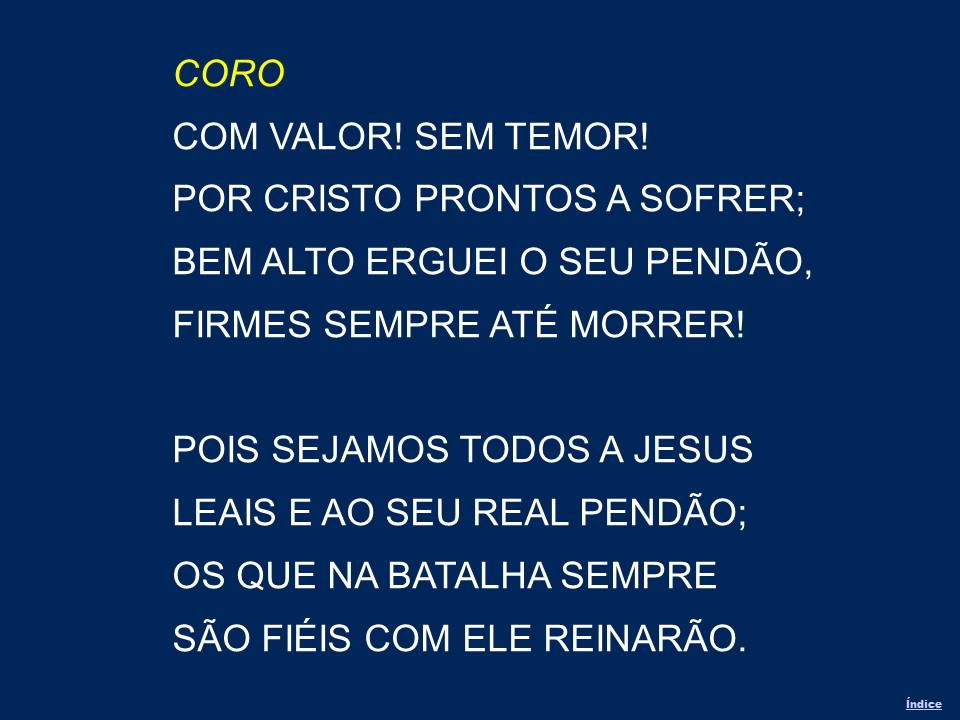 CORO
COM VALOR! SEM TEMOR!
POR CRISTO PRONTOS A SOFRER;
BEM ALTO ERGUEI O SEU PENDÃO,
FIRMES SEMPRE ATÉ MORRER!
POIS SEJAMOS TODOS A JESUS
LEAIS E AO SEU REAL PENDÃO;
OS QUE NA BATALHA SEMPRE
SÃO FIÉIS COM ELE REINARÃO.
Índice